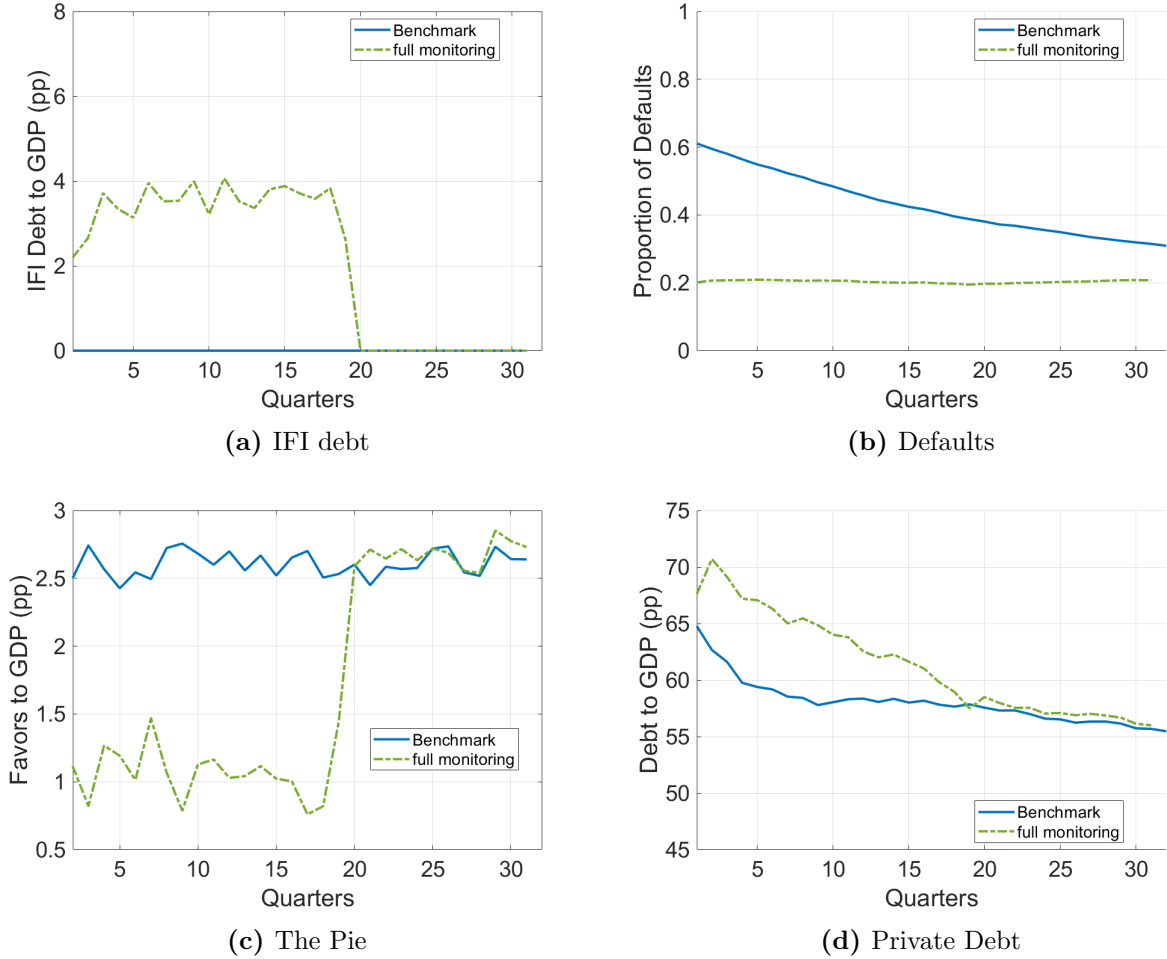 IFI Debt to GDP (pp)
8
6
4
2
0
5 10 15 20 25 30
Quarters
Benchmark
full monitoring
(a) IFI debt
Proportion of Defaults
1
0.8
0.6
0.4
0.2
0
5 10 15 20 25 30
Quarters
Benchmark
full monitoring
(b) Defaults
Favors to GDP (pp)
3
2.5
2
1.5
1
0.5
5 10 15 20 25 30
Quarters
Benchmark
full monitoring
(c) The Pie
Debt to GDP (pp)
75
70
65
60
55
50
45
5 10 15 20 25 30
Quarters
Benchmark
full monitoring
(d) Private Debt